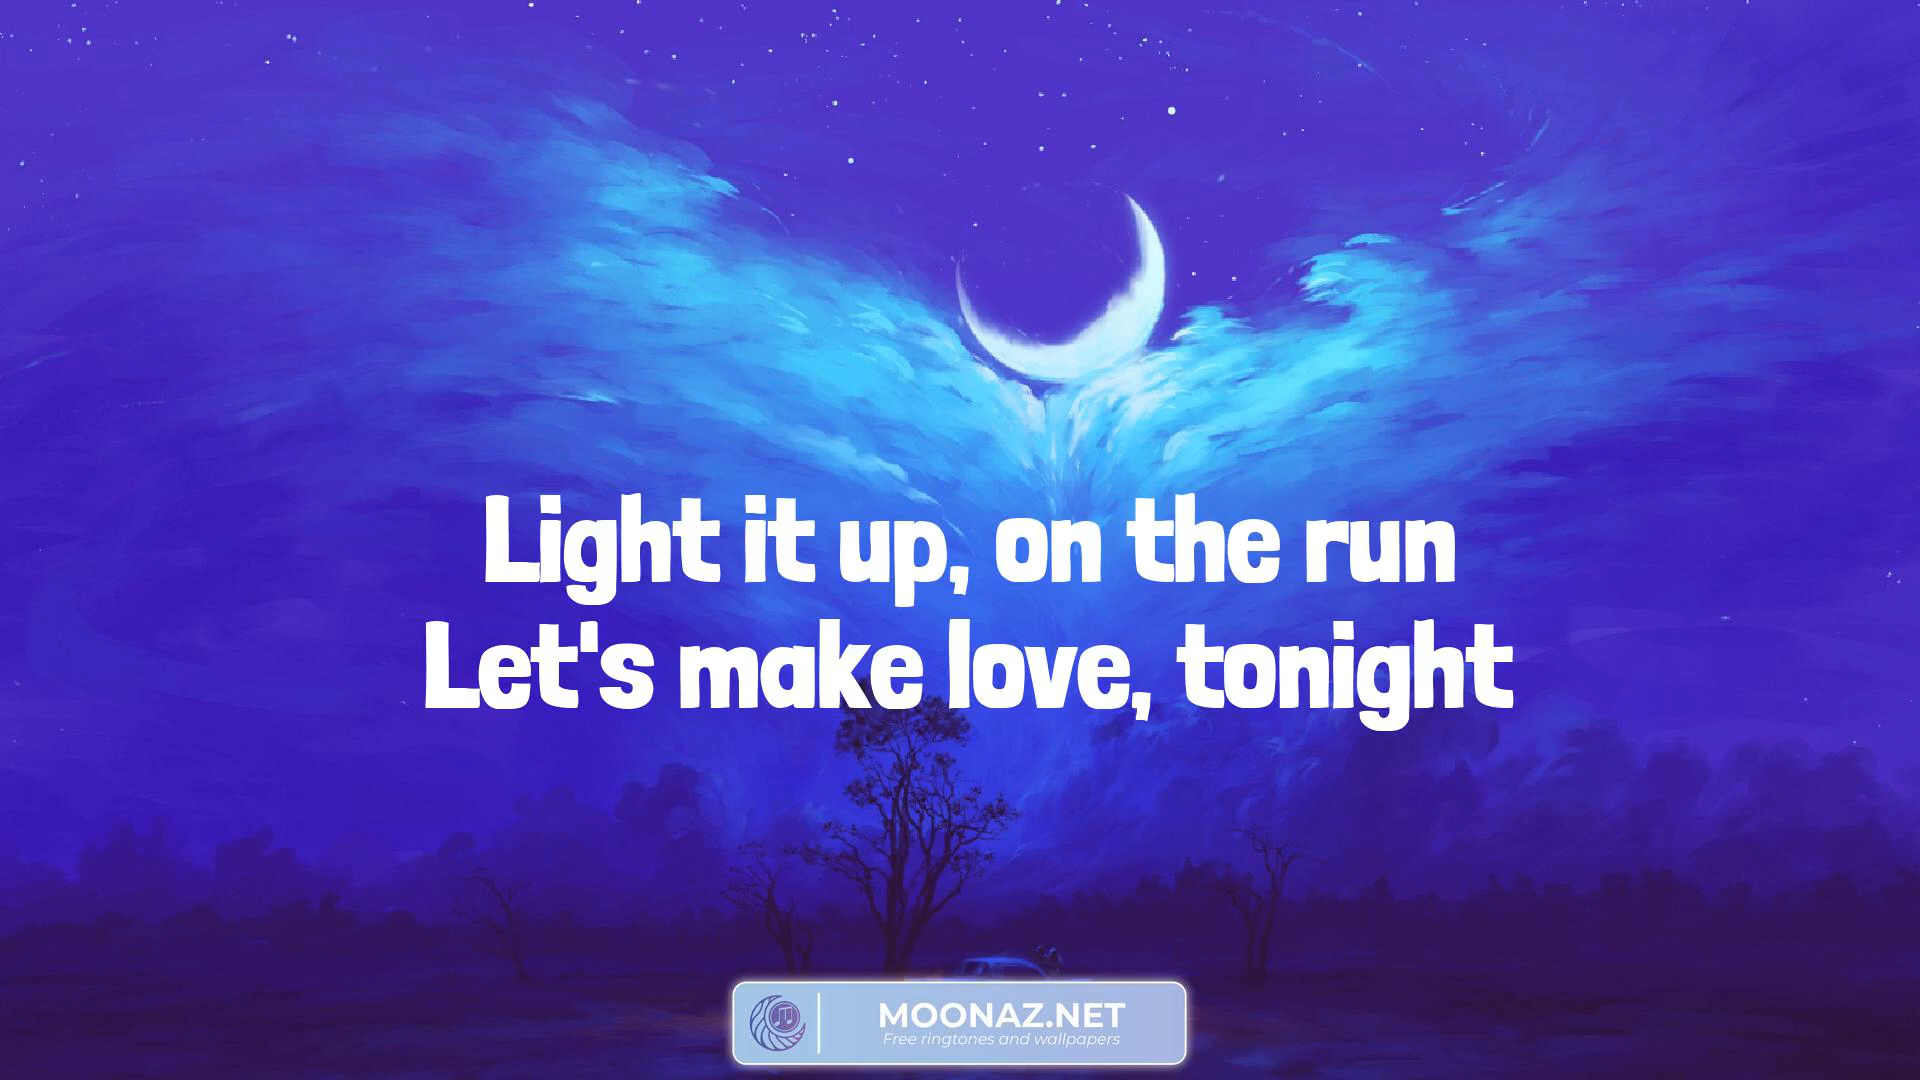 Light it up, on the run
Let's make love, tonight
MOONAZ.NET
Free ringtones and wallpapers